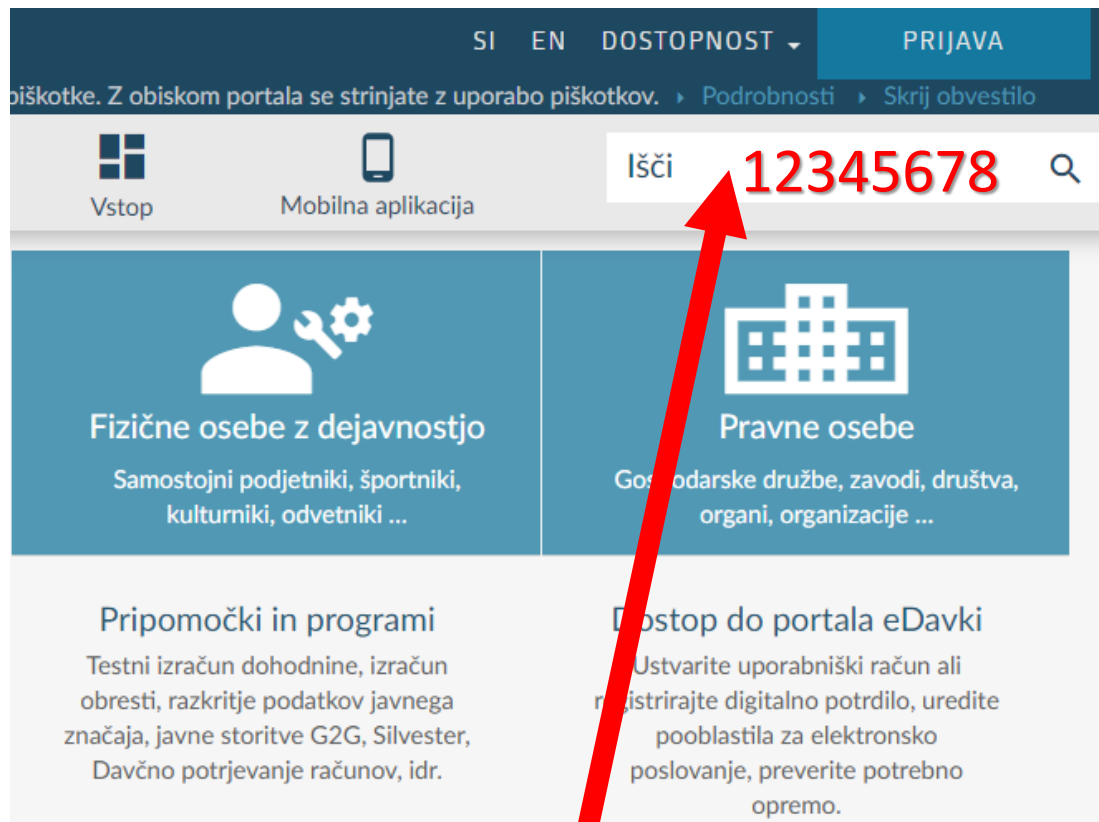 SI EN DOSTOPNOST PRIJAVA
piškotke. Z obiskom portala se strinjate z uporabo piškotkov. Podrobnosti Skrij obvestilo
Vstop
Mobilna aplikacija
Išči 12345678
Fizične osebe z dejavnostjo
Samostojni podjetniki, športniki,
kulturniki, odvetniki ...
Pravne osebe
Gospodarske družbe, zavodi, društva,
organi, organizacije ...
Pripomočki in programi
Testni izračun dohodnine, izračun
obresti, razkritje podatkov javnega
značaja, javne storitve G2G, Silvester,
Davčno potrjevanje računov, idr.
Dostop do portala eDavki
Ustvarite uporabniški račun ali
registrirajte digitalno potrdilo, uredite
pooblastila za elektronsko
poslovanje, preverite potrebno
opremo.